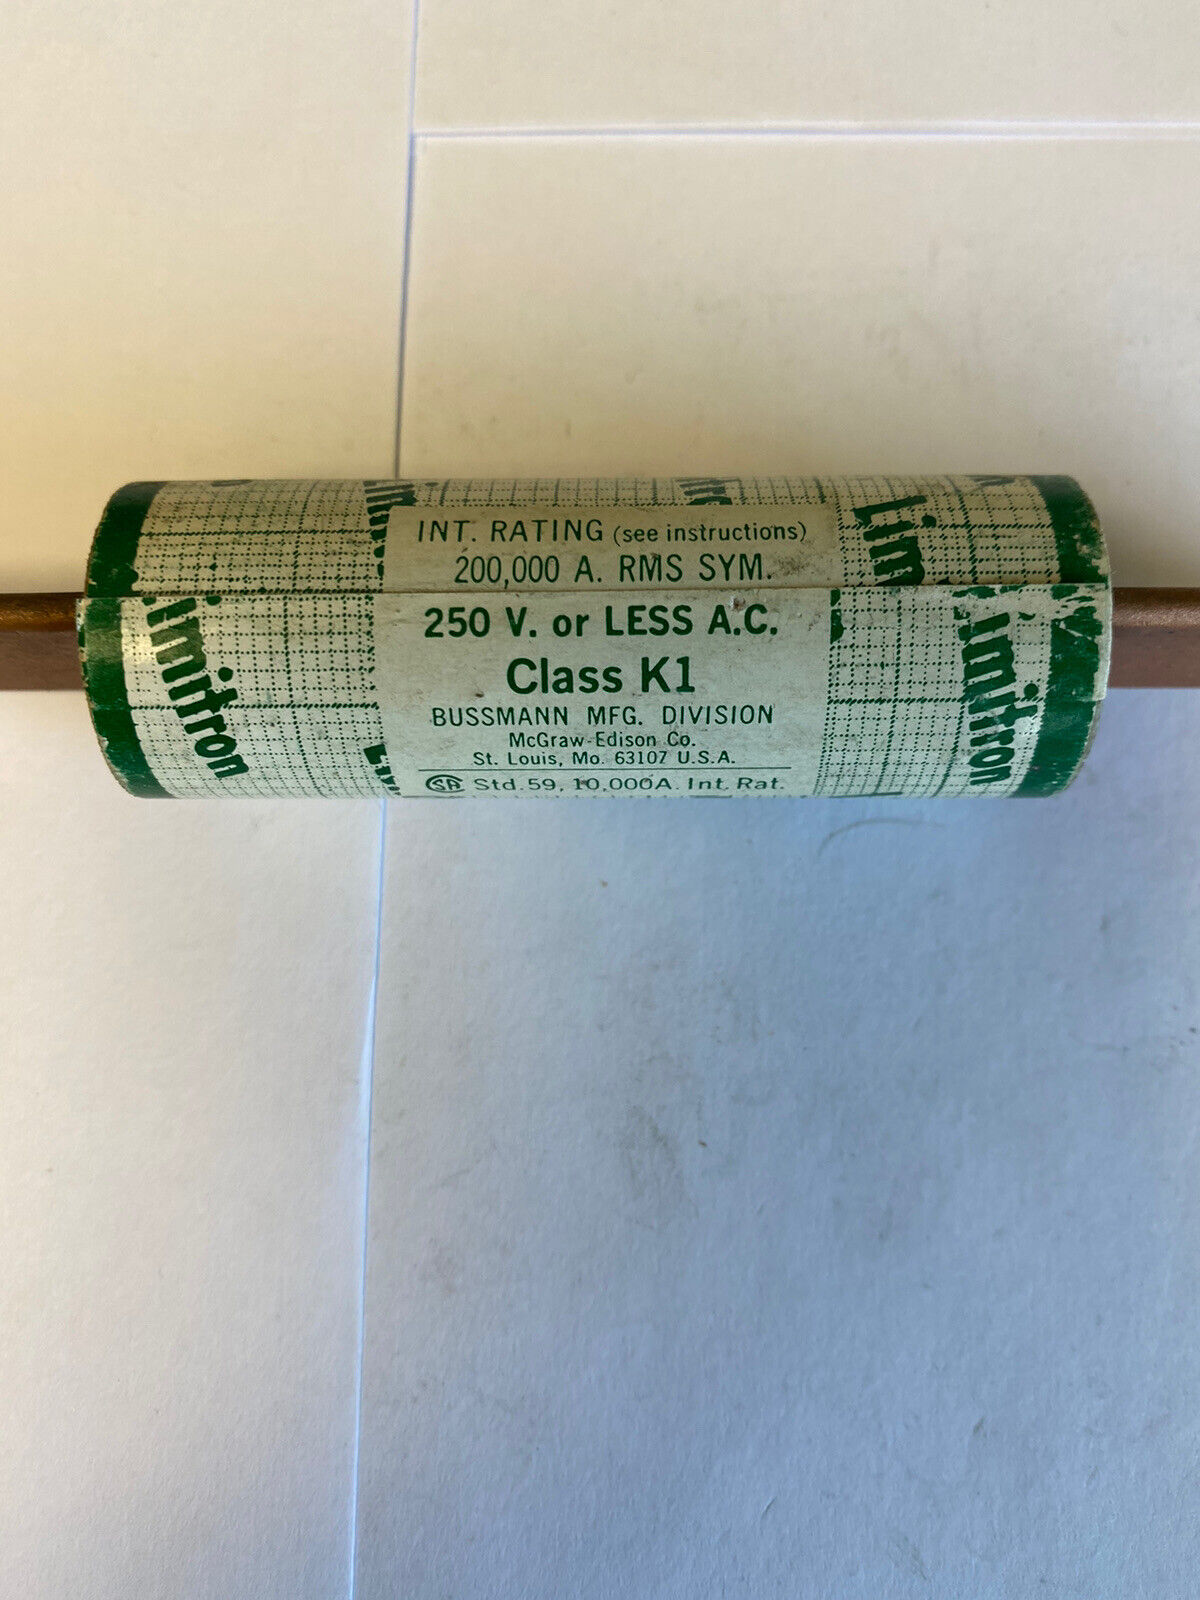 INT. RATING (see instructions)
200,000 A. RMS SYM.
250 V. or LESS A.C.
Class K1
BUSSMANN MFG. DIVISION
McGraw-Edison Co.
St. Louis, Mo. 63107 U.S.A.
SA Std. 59, 10,000A. Int. Rat.
Limitron
Limitron